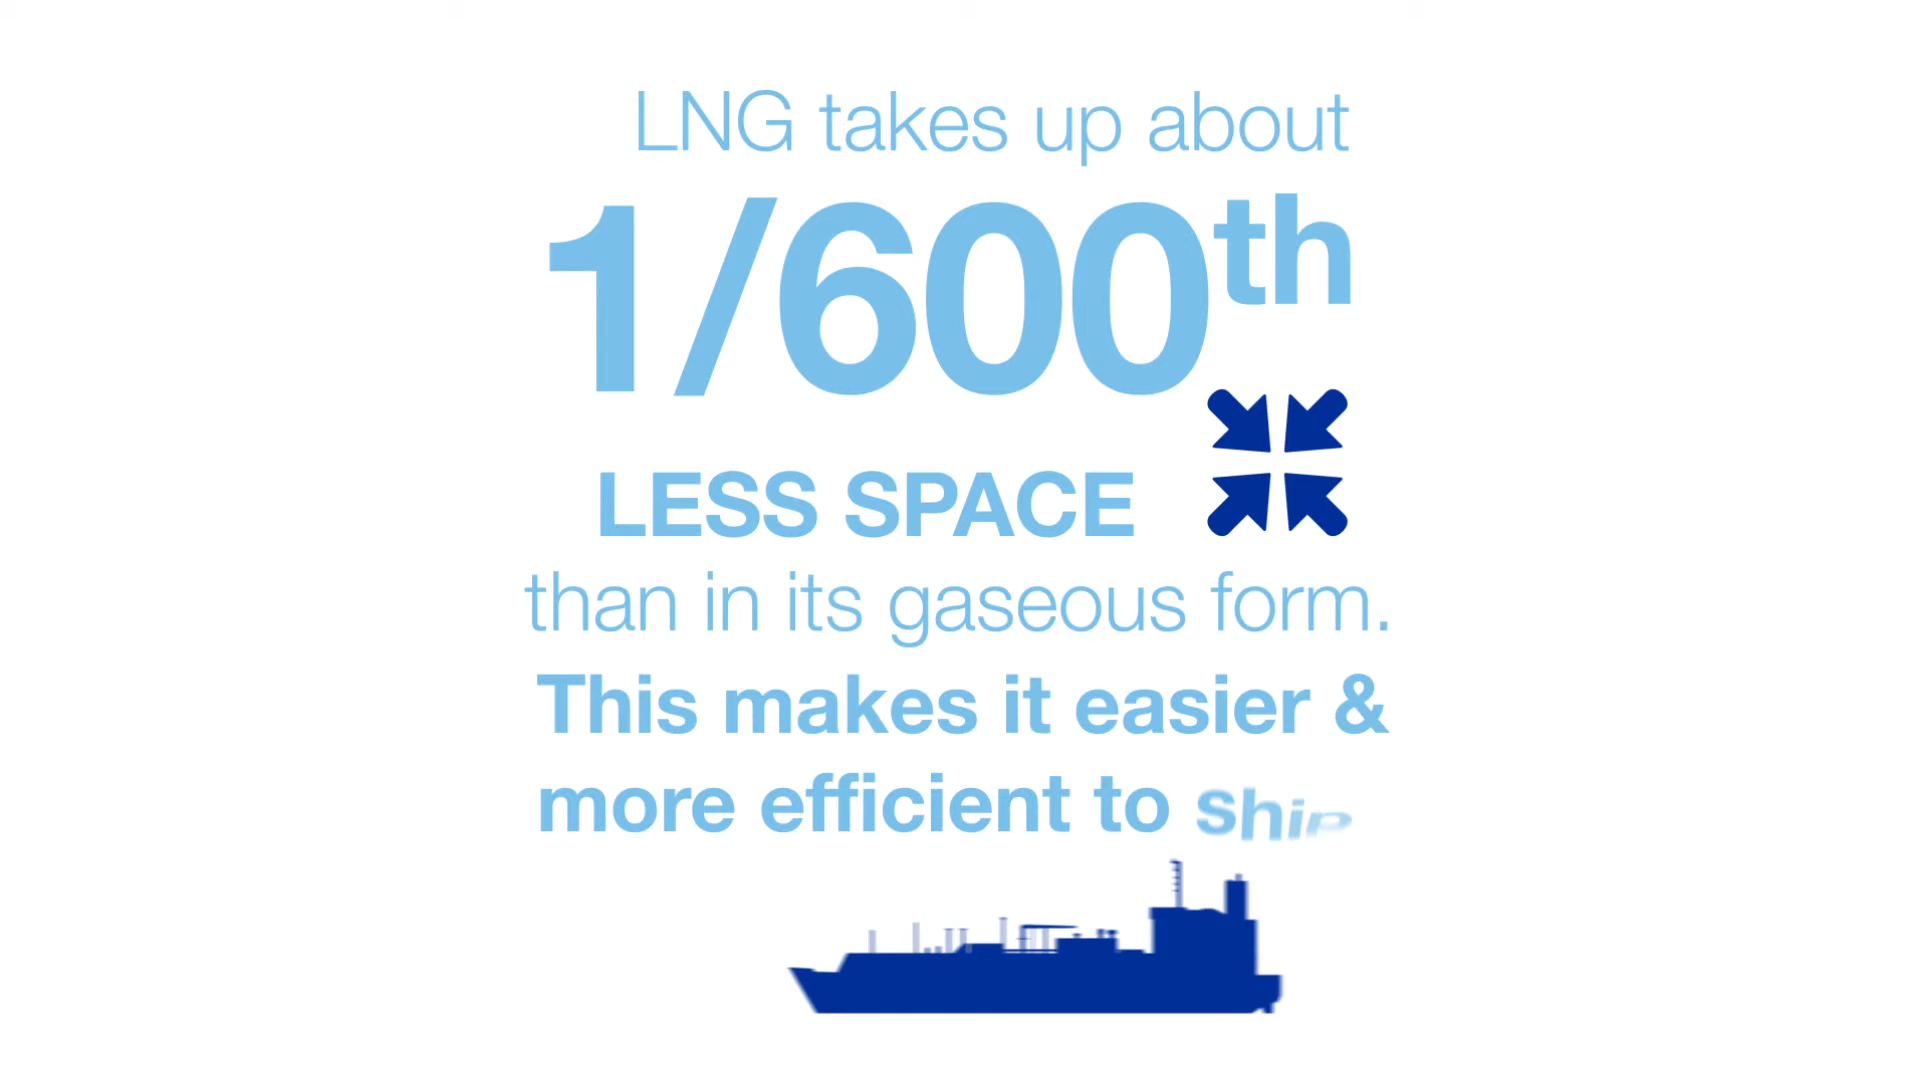 LNG takes up about
1/600th
LESS SPACE
than in its gaseous form.
This makes it easier &
more efficient to ship